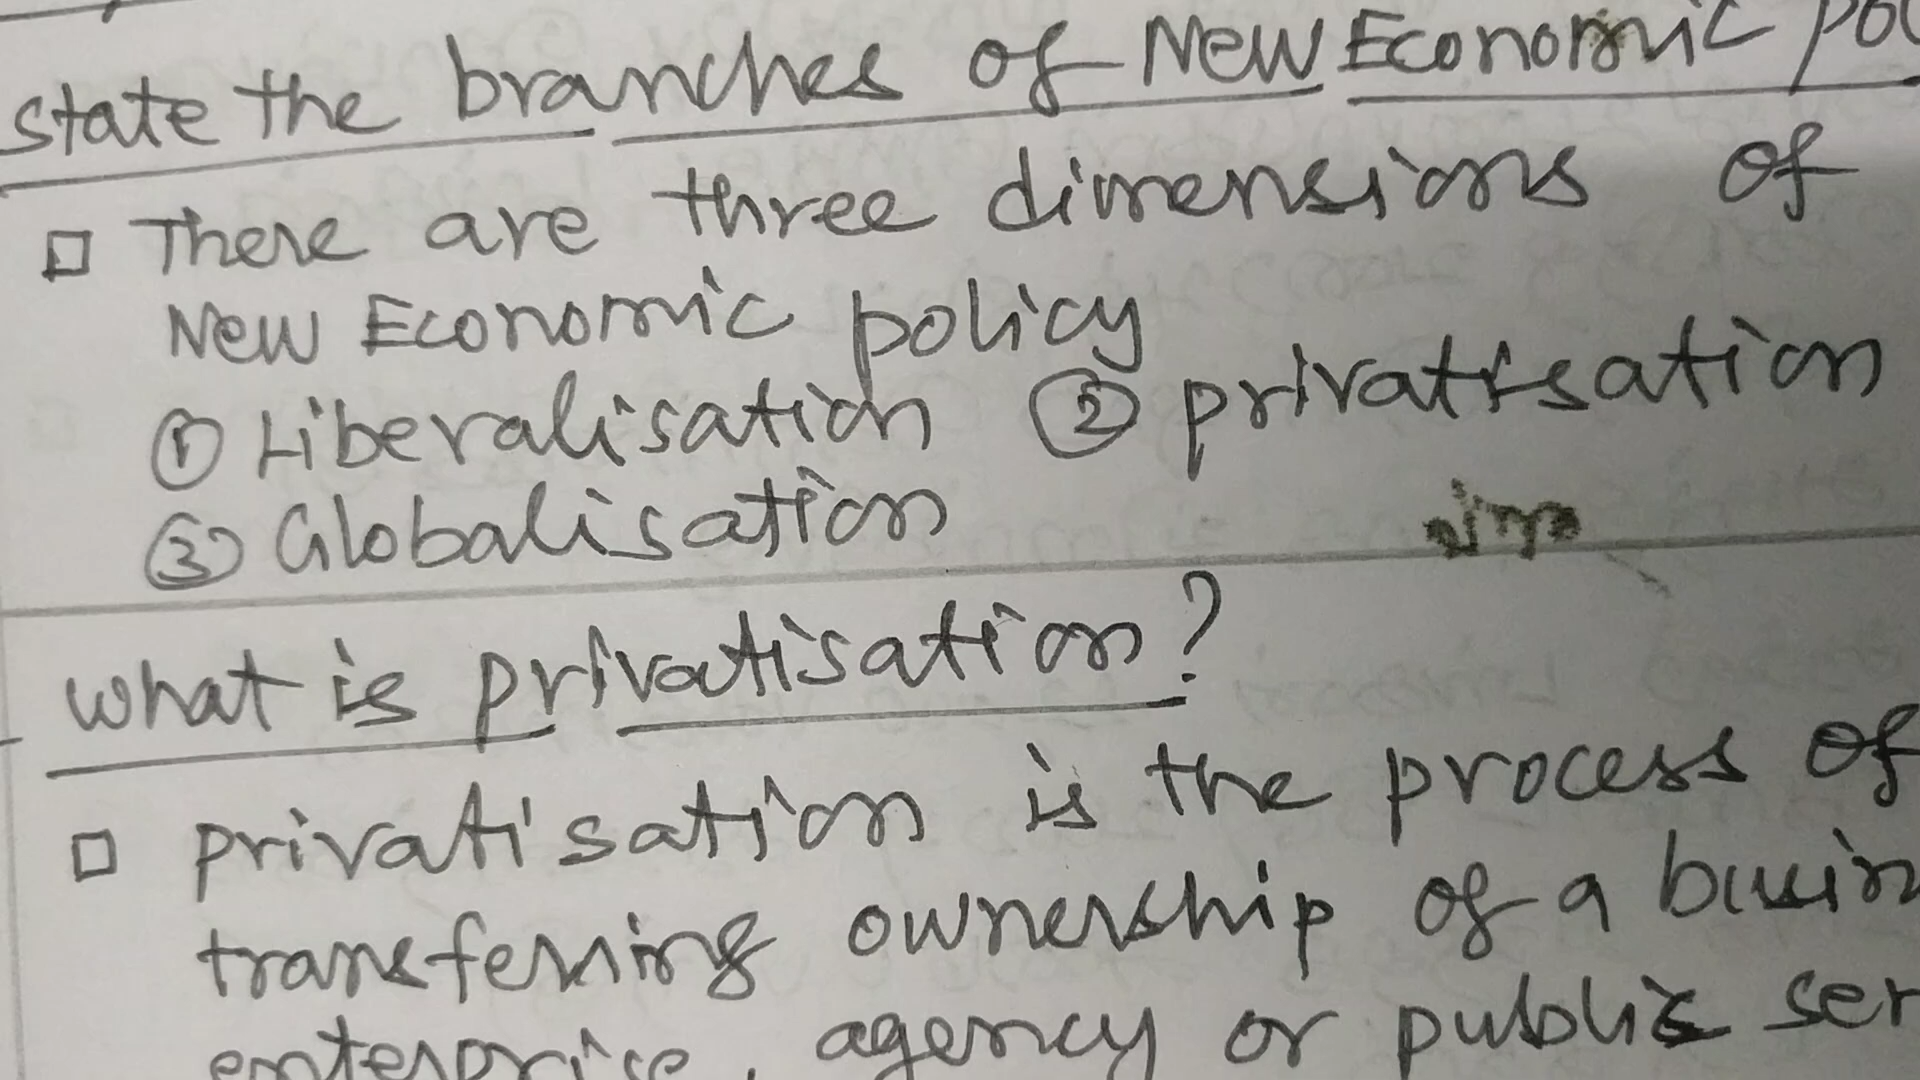 State the branches of New Economic
There are three dimensions of
New Economic policy
① Liberalisation ② privatisation
③ Globalisation
What is privatisation?
privatisation is the process of
transferring ownership of a
enterprise, agency or public